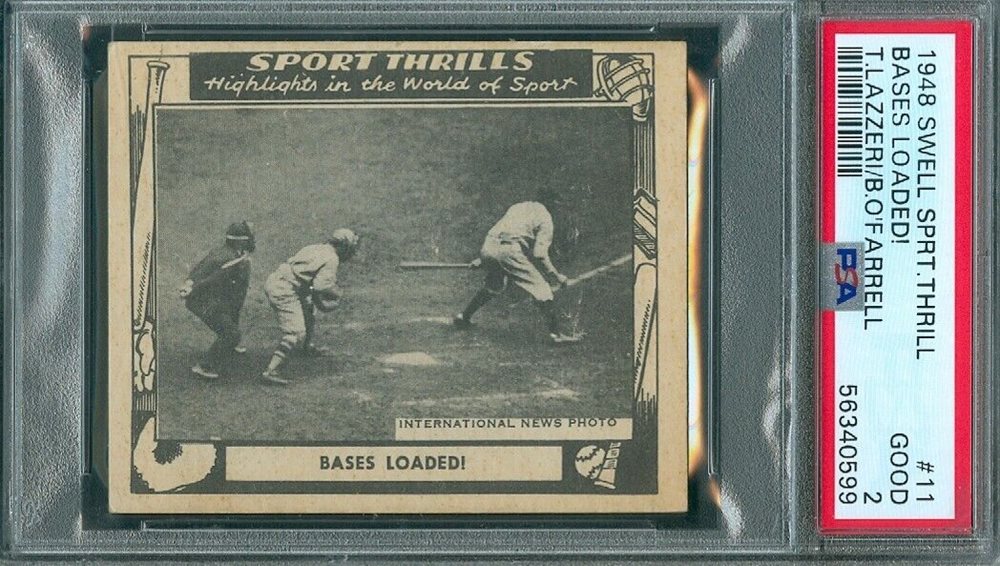 SPORT THRILLS
Highlights in the World of Sport
INTERNATIONAL NEWS PHOTO
BASES LOADED!
1948 SWELL SPRT.THRILL
BASES LOADED!
T.LAZZERI/B.O'FARRELL
#11
GOOD
2
56340599
PSA